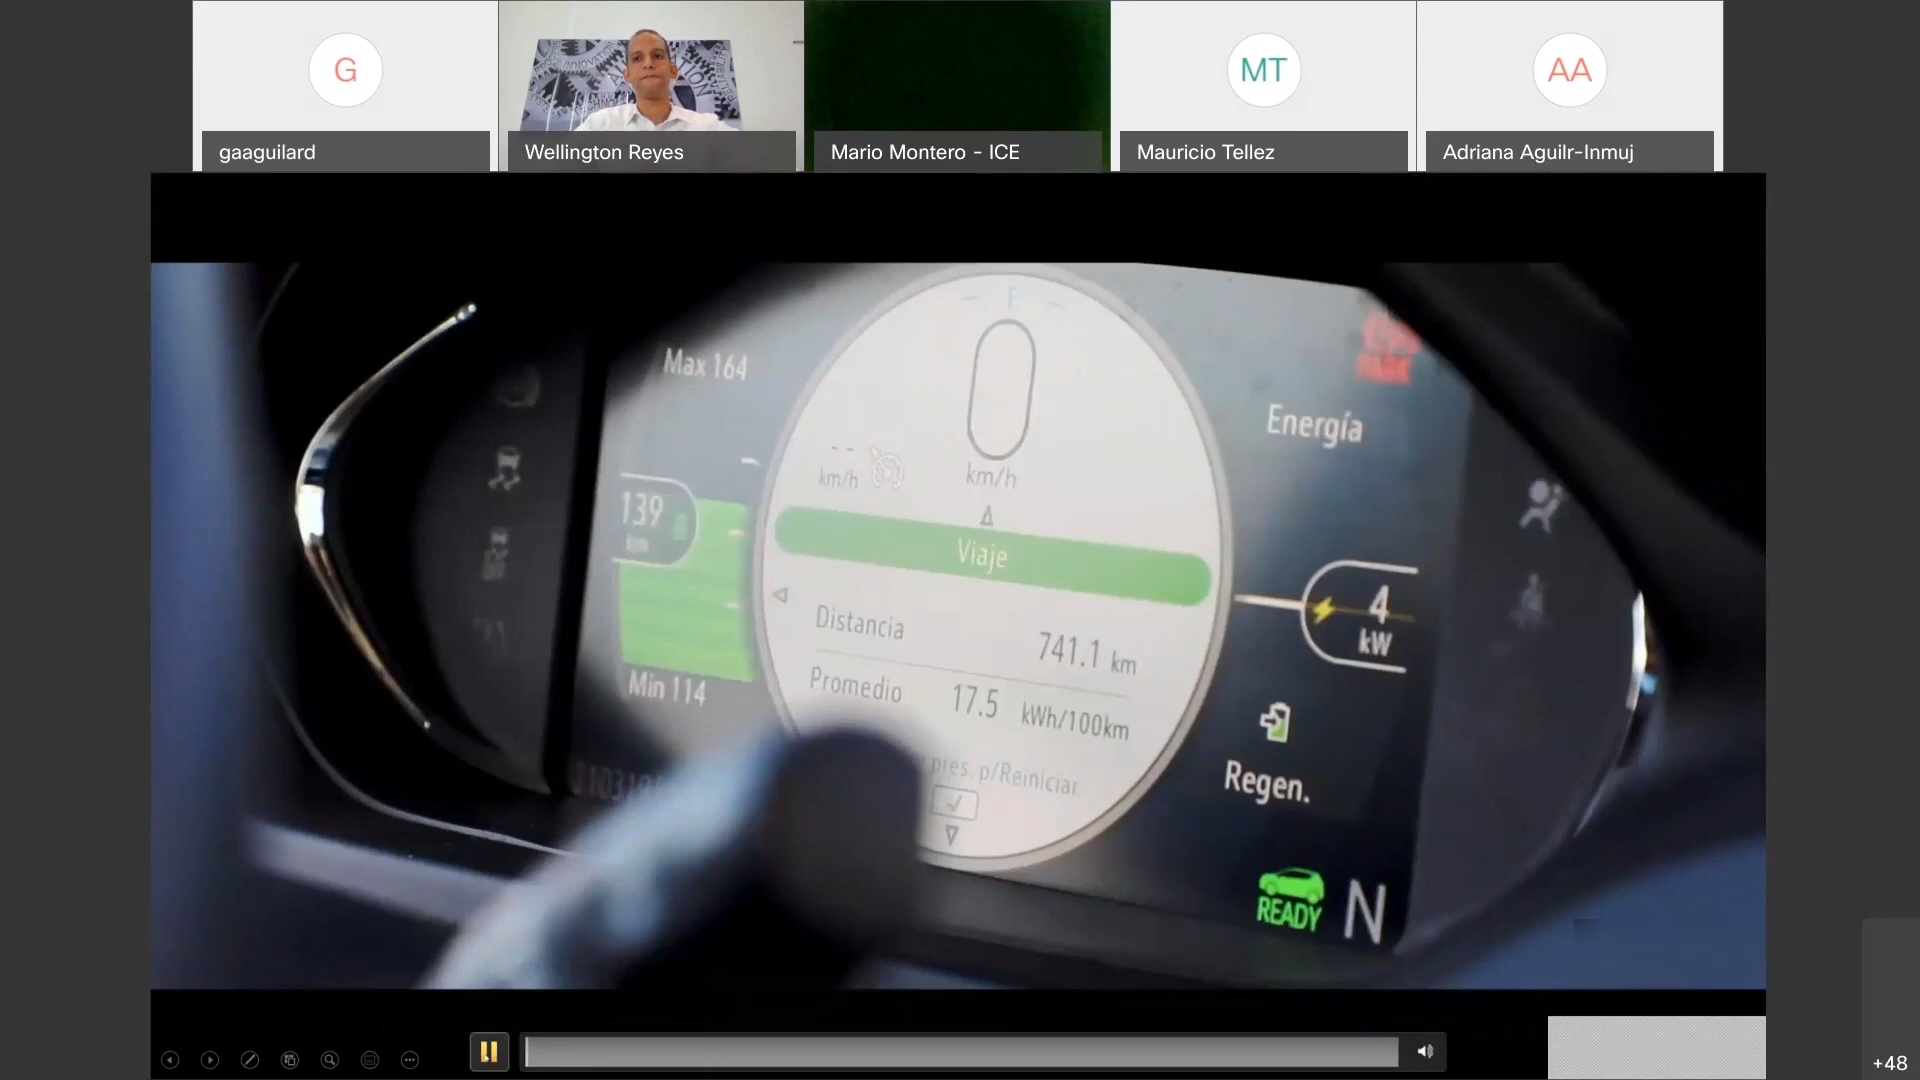 G
MT
AA
gaaguilard
Wellington Reyes
Mario Montero - ICE
Mauricio Tellez
Adriana Aguilr-Inmuj
Max 164
Energía
0
km/h
km/h
139
km
Viaje
4
kW
Distancia
741.1 km
Min 114
Promedio 17.5 kWh/100km
pres. p/Reiniciar
Regen.
READY N
+48